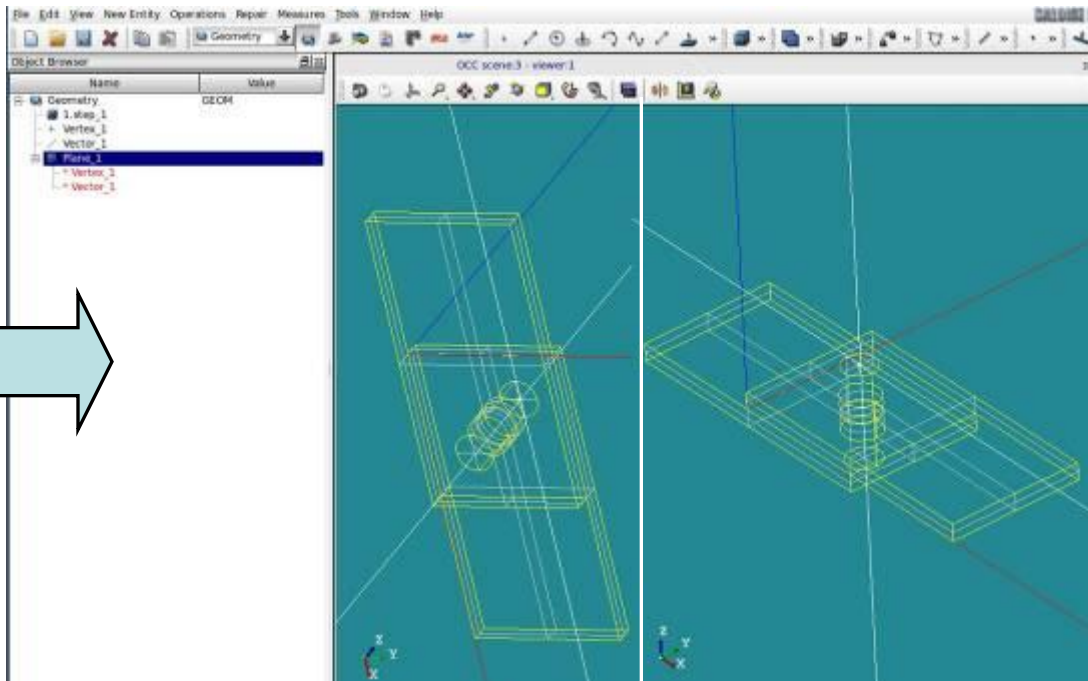 File Edit View New Entity Operations Repair Measures Tools Window Help
Geometry
Object Browser
OCC scene:3 - viewer:1
Name Value
Geometry GEOM
1.step_1
Vertex_1
Vector_1
Plane_1
* Vertex_1
* Vector_1
Z Y X
Z Y X